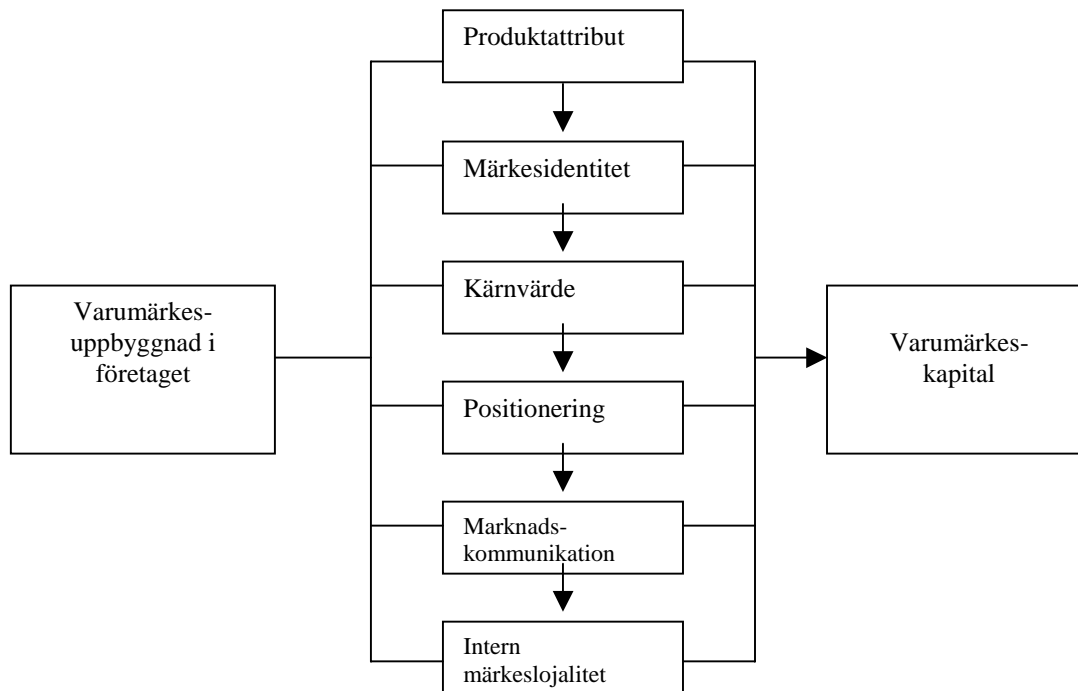 Produktattribut
Märkesidentitet
Kärnvärde
Varumärkes-
uppbyggnad i
företaget
Varumärkes-
kapital
Positionering
Marknads-
kommunikation
Intern
märkeslojalitet